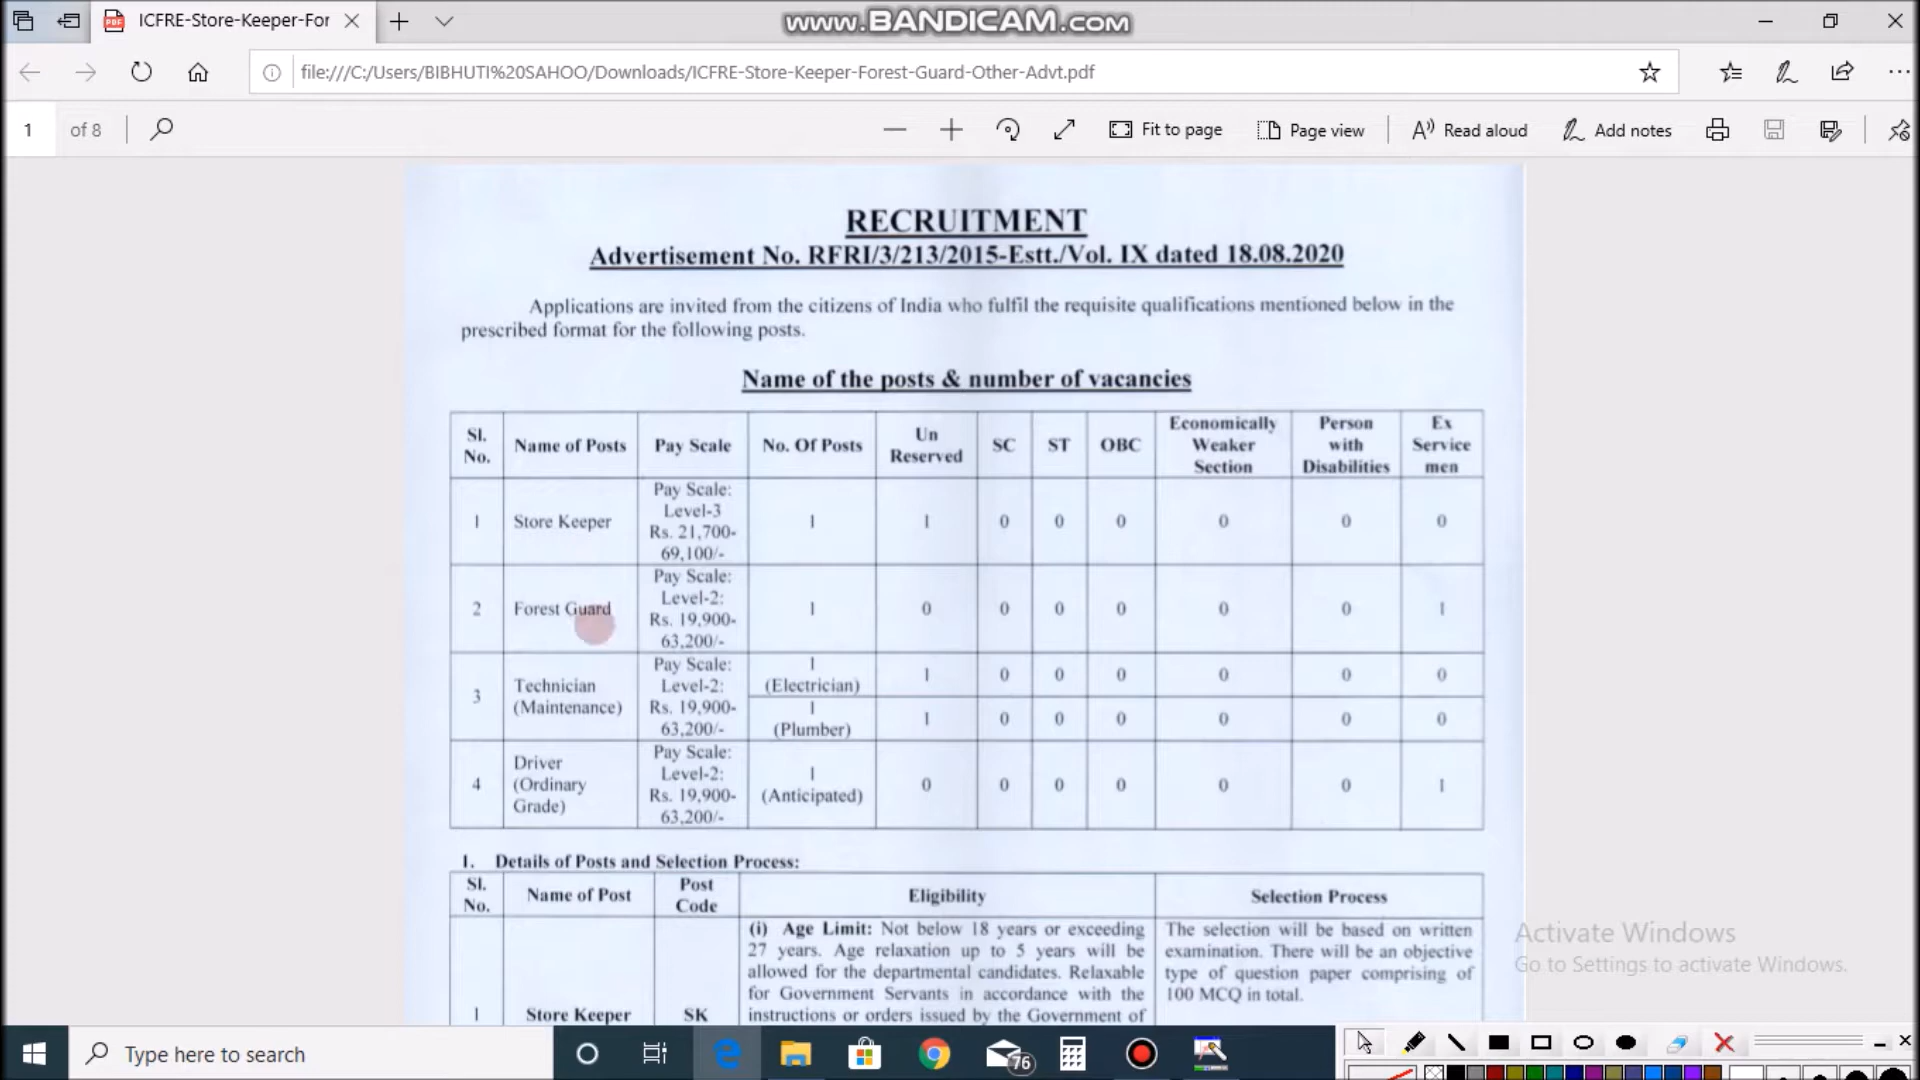 ICFRE-Store-Keeper-For
www.BANDICAM.com
file:///C:/Users/BIBHUTI%20SAHOO/Downloads/ICFRE-Store-Keeper-Forest-Guard-Other-Advt.pdf
1 of 8
Fit to page
Page view
Read aloud
Add notes
RECRUITMENT
Advertisement No. RFRI/3/213/2015-Estt./Vol. IX dated 18.08.2020
Applications are invited from the citizens of India who fulfil the requisite qualifications mentioned below in the
prescribed format for the following posts.
Name of the posts & number of vacancies
Sl. No. Name of Posts Pay Scale No. Of Posts Un Reserved SC ST OBC Economically Weaker Section Person with Disabilities Ex Service men
1 Store Keeper Pay Scale: Level-3 Rs. 21,700- 69,100/- 1 1 0 0 0 0 0 0
2 Forest Guard Pay Scale: Level-2: Rs. 19,900- 63,200/- 1 0 0 0 0 0 0 1
3 Technician (Maintenance) Pay Scale: Level-2: Rs. 19,900- 63,200/- 1 (Electrician) 1 0 0 0 0 0 0
1 (Plumber) 1 0 0 0 0 0 0
4 Driver (Ordinary Grade) Pay Scale: Level-2: Rs. 19,900- 63,200/- 1 (Anticipated) 0 0 0 0 0 0 1
1. Details of Posts and Selection Process:
Sl. No. Name of Post Post Code Eligibility Selection Process
1 Store Keeper SK
(i) Age Limit: Not below 18 years or exceeding
27 years. Age relaxation up to 5 years will be
allowed for the departmental candidates. Relaxable
for Government Servants in accordance with the
instructions or orders issued by the Government of
The selection will be based on written
examination. There will be an objective
type of question paper comprising of
100 MCQ in total.
Activate Windows
Go to Settings to activate Windows.
Type here to search
76